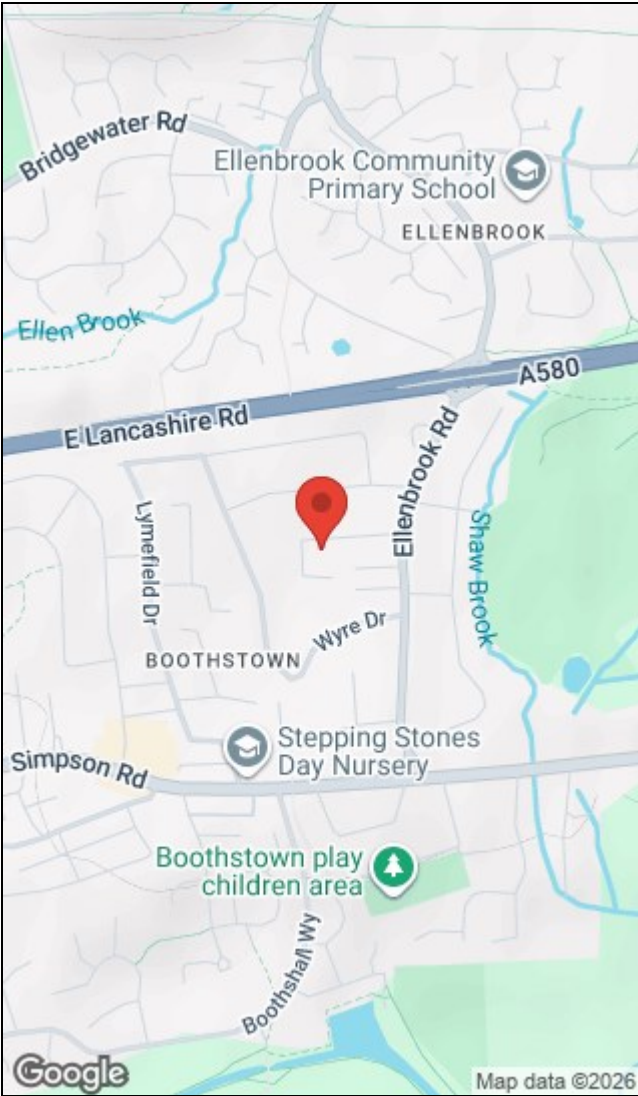 Bridgewater Rd
Ellenbrook Community
Primary School
ELLENBROOK
Ellen Brook
A580
E Lancashire Rd
Ellenbrook Rd
Lymefield Dr
Shaw Brook
Wyre Dr
BOOTHSTOWN
Stepping Stones
Day Nursery
Simpson Rd
Boothstown play
children area
Boothshall Wy
Google
Map data ©2026